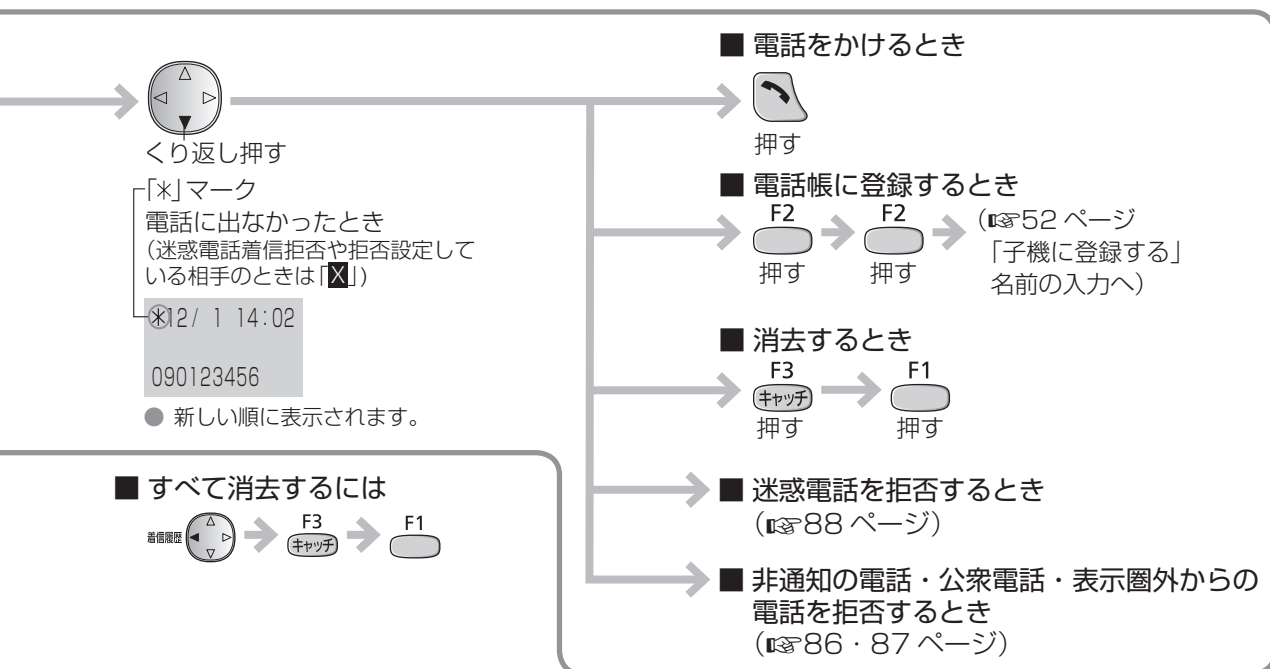 くり返し押す
「＊」マーク
電話に出なかったとき
(迷惑電話着信拒否や拒否設定して
いる相手のときは「X」)
＊12/ 1 14:02
090123456
● 新しい順に表示されます。
■ すべて消去するには
着信履歴 F3 キャッチ F1
■ 電話をかけるとき
押す
■ 電話帳に登録するとき
F2 F2
押す 押す
(☞52 ページ
「子機に登録する」
名前の入力へ)
■ 消去するとき
F3 F1
キャッチ
押す 押す
■ 迷惑電話を拒否するとき
(☞88 ページ)
■ 非通知の電話・公衆電話・表示圏外からの
電話を拒否するとき
(☞86・87 ページ)